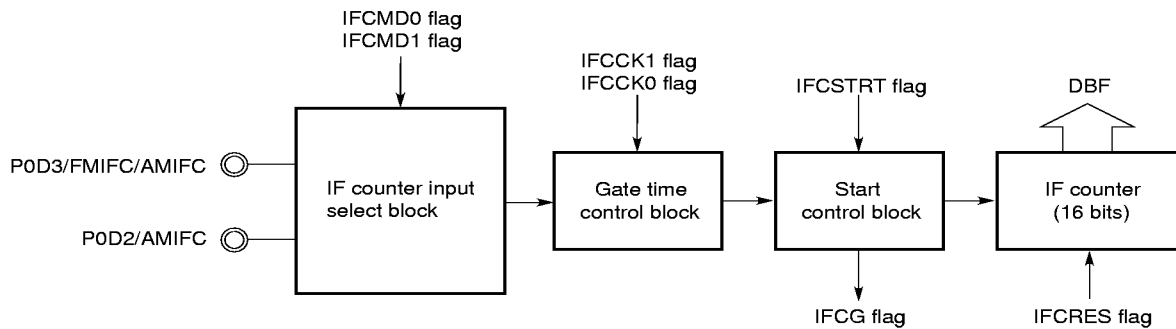 IFCMD0 flag
IFCMD1 flag
IFCCK1 flag
IFCCK0 flag
IFCSTRT flag
DBF
P0D3/FMIFC/AMIFC
P0D2/AMIFC
IF counter input
select block
Gate time
control block
Start
control block
IF counter
(16 bits)
IFCG flag
IFCRES flag